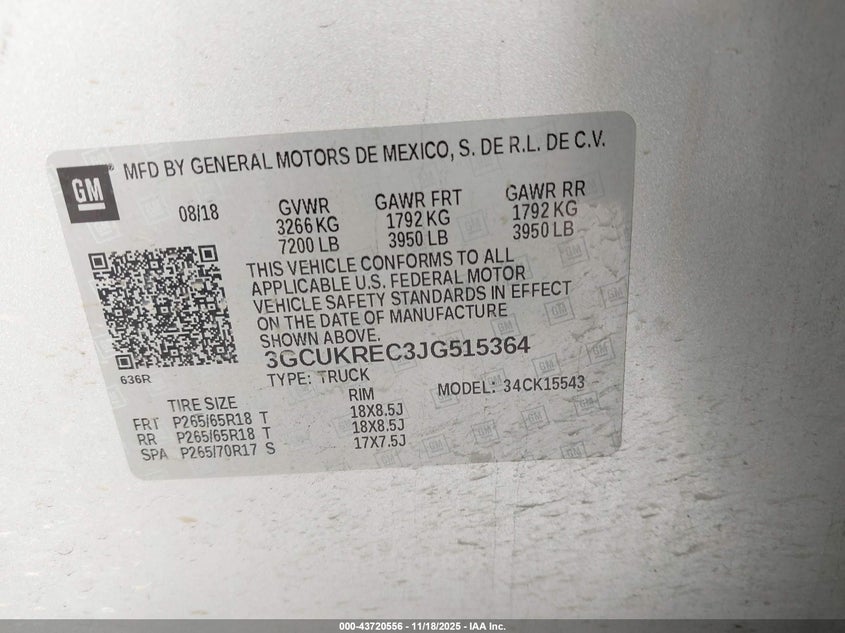 GM
MFD BY GENERAL MOTORS DE MEXICO, S. DE R.L. DE C.V.
08/18 GVWR GAWR FRT GAWR RR
3266 KG 1792 KG 1792 KG
7200 LB 3950 LB 3950 LB
THIS VEHICLE CONFORMS TO ALL
APPLICABLE U.S. FEDERAL MOTOR
VEHICLE SAFETY STANDARDS IN EFFECT
ON THE DATE OF MANUFACTURE
SHOWN ABOVE.
3GCUKREC3JG515364
636R
TYPE: TRUCK MODEL: 34CK15543
TIRE SIZE RIM
FRT P265/65R18 T 18X8.5J
RR P265/65R18 T 18X8.5J
SPA P265/70R17 S 17X7.5J
000-43720556 - 11/18/2025 - IAA Inc.